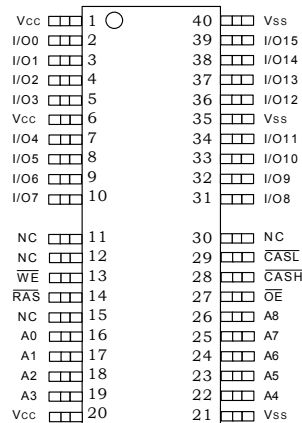 Vcc 1 40 Vss
I/O0 2 39 I/O15
I/O1 3 38 I/O14
I/O2 4 37 I/O13
I/O3 5 36 I/O12
Vcc 6 35 Vss
I/O4 7 34 I/O11
I/O5 8 33 I/O10
I/O6 9 32 I/O9
I/O7 10 31 I/O8
NC 11 30 NC
NC 12 29 CASL
WE 13 28 CASH
RAS 14 27 OE
NC 15 26 A8
A0 16 25 A7
A1 17 24 A6
A2 18 23 A5
A3 19 22 A4
Vcc 20 21 Vss